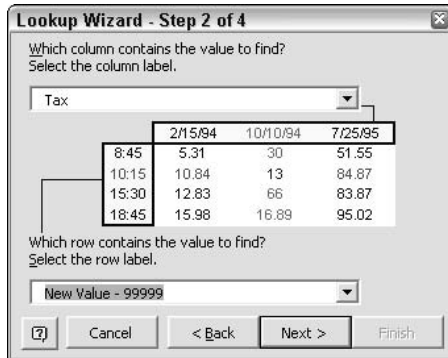 Lookup Wizard - Step 2 of 4
Which column contains the value to find?
Select the column label.
Tax
2/15/94 10/10/94 7/25/95
8:45 5.31 30 51.55
10:15 10.84 13 84.87
15:30 12.83 66 83.87
18:45 15.98 16.89 95.02
Which row contains the value to find?
Select the row label.
New Value - 99999
Cancel < Back Next > Finish